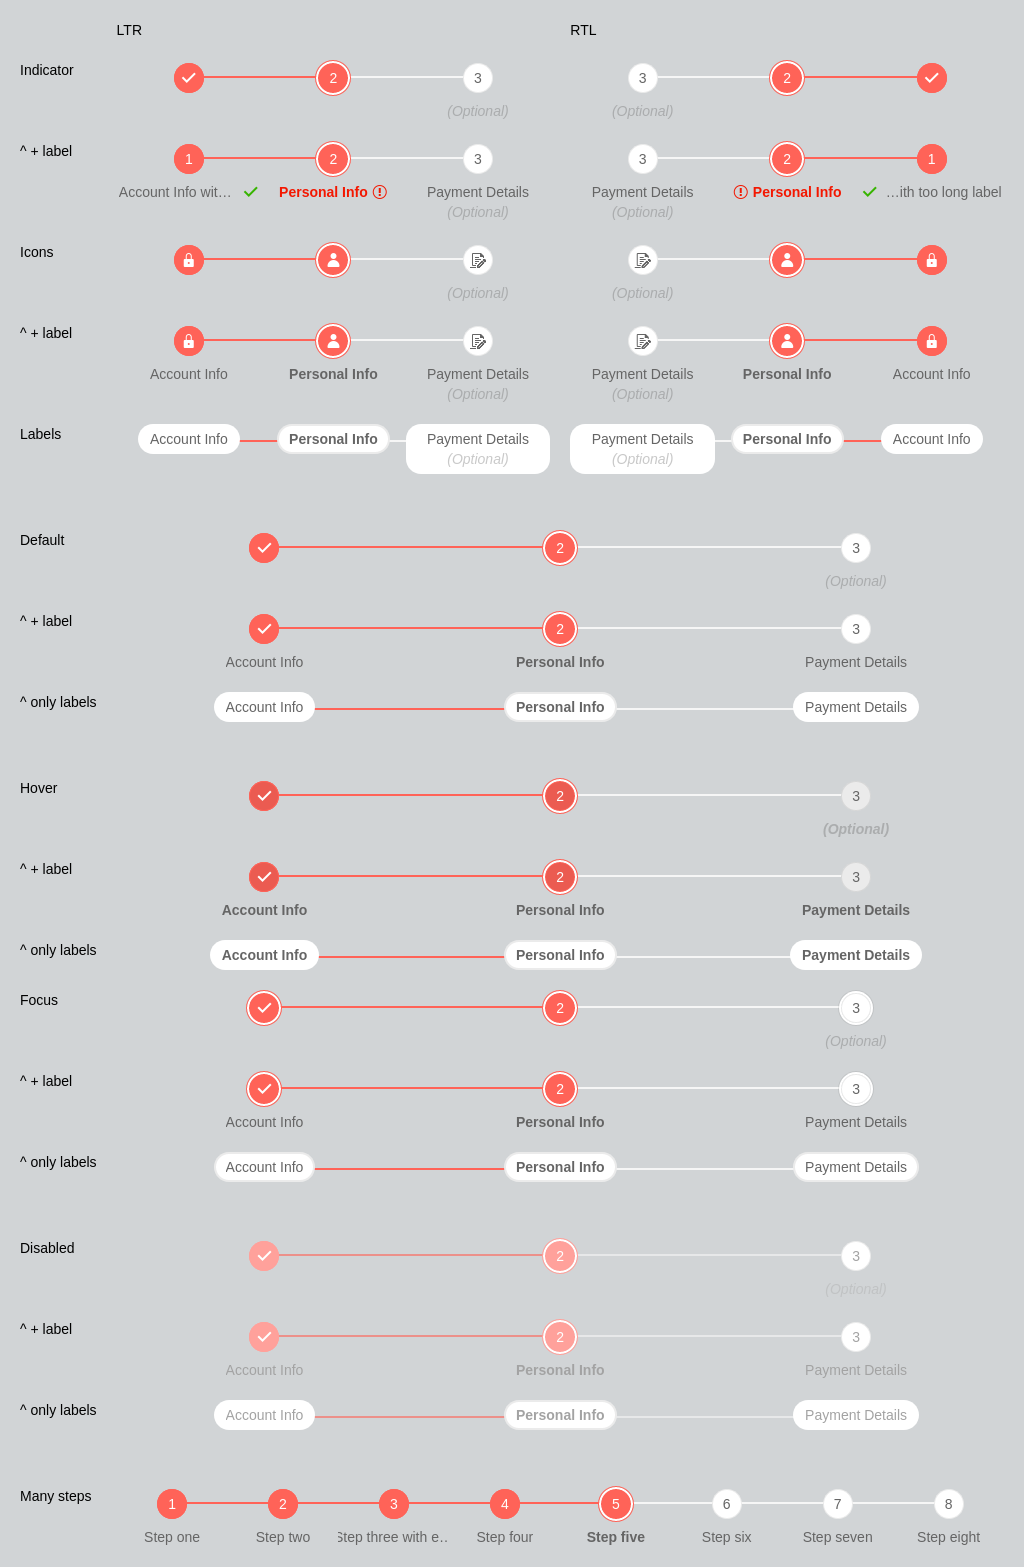 LTR RTL
Indicator 2 3 3 2
(Optional) (Optional)
^ + label 1 2 3 3 2 1
Account Info wit… Personal Info Payment Details Payment Details Personal Info …ith too long label
(Optional) (Optional)
Icons
(Optional) (Optional)
^ + label
Account Info Personal Info Payment Details Payment Details Personal Info Account Info
(Optional) (Optional)
Labels Account Info Personal Info Payment Details Payment Details Personal Info Account Info
(Optional) (Optional)
Default 2 3
(Optional)
^ + label 2 3
Account Info Personal Info Payment Details
^ only labels Account Info Personal Info Payment Details
Hover 2 3
(Optional)
^ + label 2 3
Account Info Personal Info Payment Details
^ only labels Account Info Personal Info Payment Details
Focus 2 3
(Optional)
^ + label 2 3
Account Info Personal Info Payment Details
^ only labels Account Info Personal Info Payment Details
Disabled 2 3
(Optional)
^ + label 2 3
Account Info Personal Info Payment Details
^ only labels Account Info Personal Info Payment Details
Many steps 1 2 3 4 5 6 7 8
Step one Step two Step three with e… Step four Step five Step six Step seven Step eight